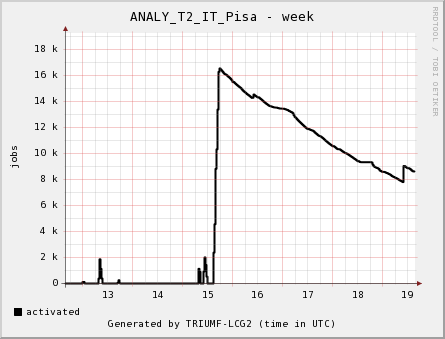 ANALY_T2_IT_Pisa - week
RRDTOOL / TOBI OETIKER
18 k
16 k
14 k
12 k
10 k
8 k
6 k
4 k
2 k
0
jobs
13 14 15 16 17 18 19
activated
Generated by TRIUMF-LCG2 (time in UTC)